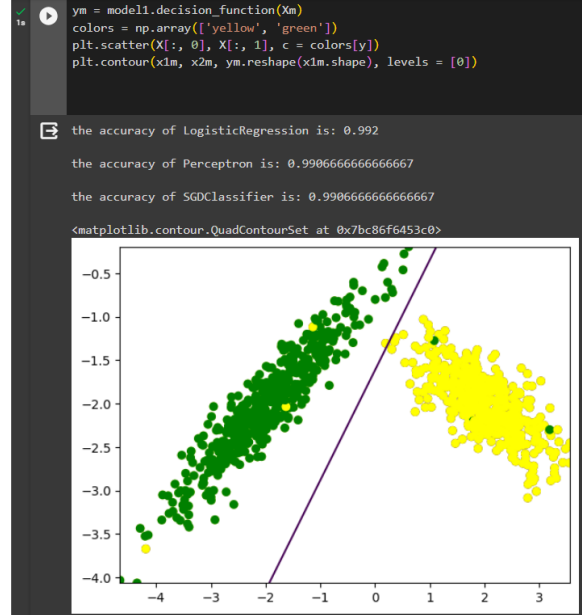 ym = model1.decision_function(Xm)
colors = np.array(['yellow', 'green'])
plt.scatter(X[:, 0], X[:, 1], c = colors[y])
plt.contour(x1m, x2m, ym.reshape(x1m.shape), levels = [0])
1s
the accuracy of LogisticRegression is: 0.992
the accuracy of Perceptron is: 0.9906666666666667
the accuracy of SGDClassifier is: 0.9906666666666667
<matplotlib.contour.QuadContourSet at 0x7bc86f6453c0>
−0.5
−1.0
−1.5
−2.0
−2.5
−3.0
−3.5
−4.0
−4 −3 −2 −1 0 1 2 3